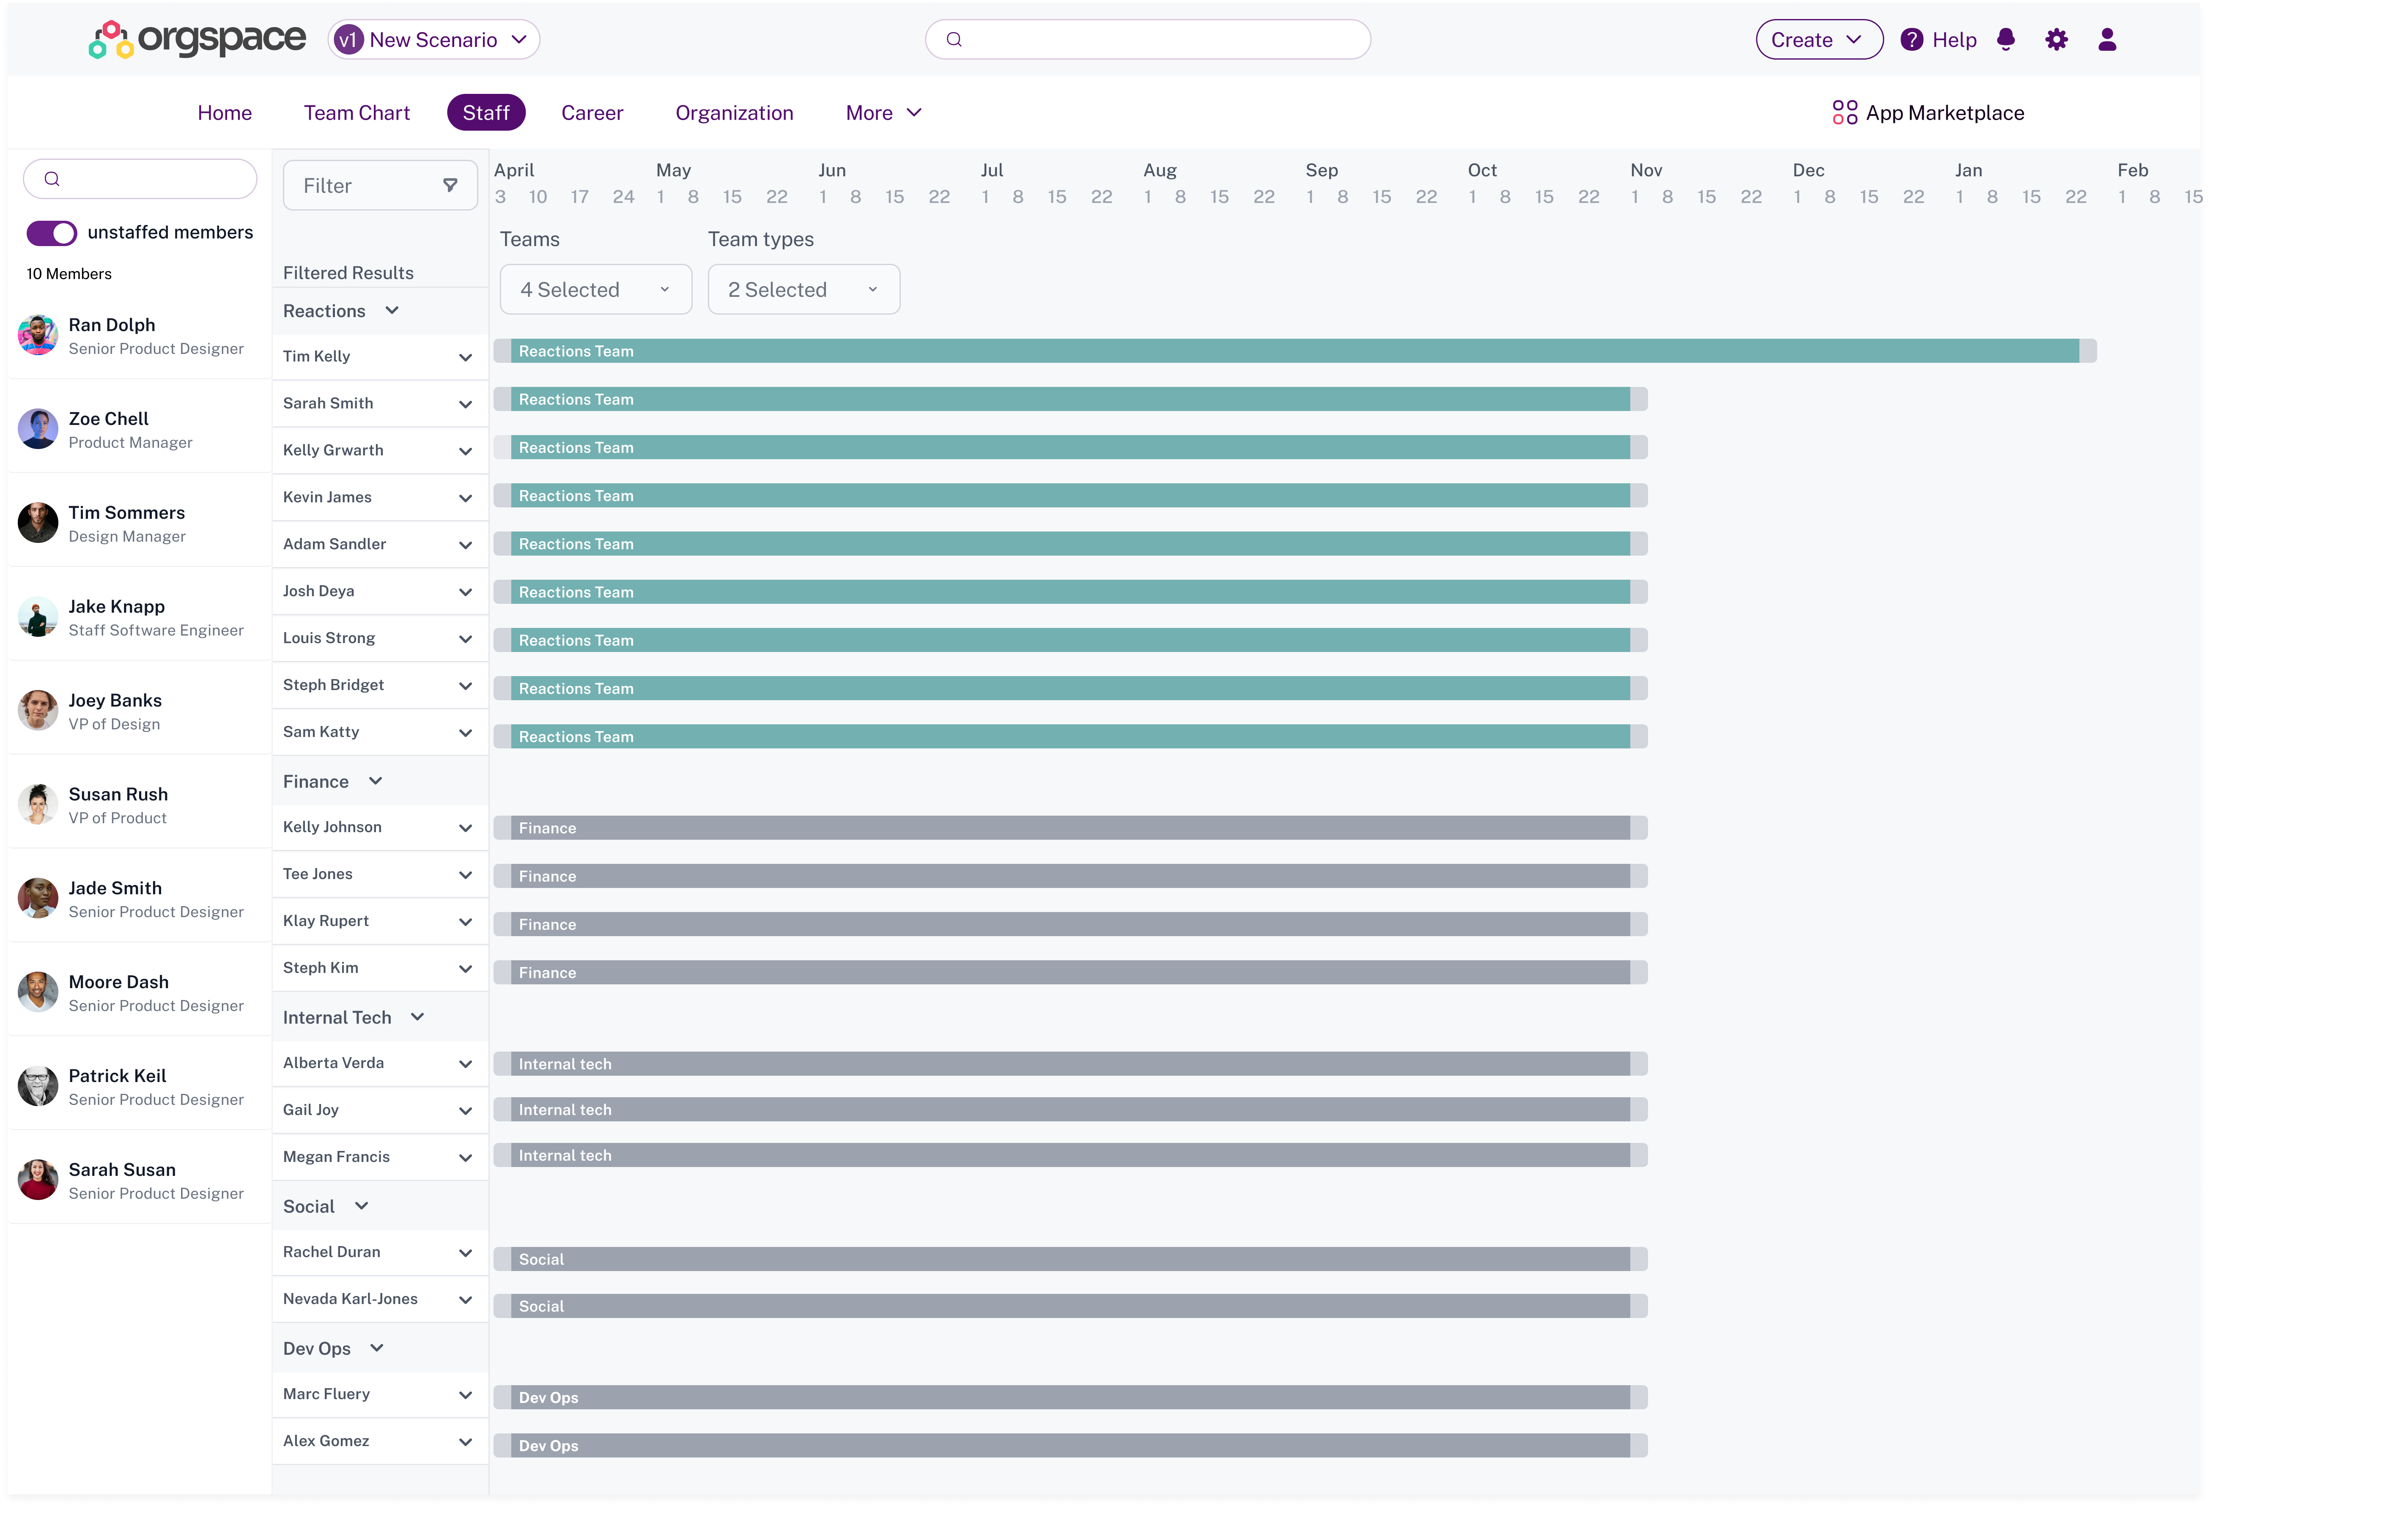 orgspace v1 New Scenario Create ? Help
Home Team Chart Staff Career Organization More App Marketplace
unstaffed members
10 Members
Ran Dolph
Senior Product Designer
Zoe Chell
Product Manager
Tim Sommers
Design Manager
Jake Knapp
Staff Software Engineer
Joey Banks
VP of Design
Susan Rush
VP of Product
Jade Smith
Senior Product Designer
Moore Dash
Senior Product Designer
Patrick Keil
Senior Product Designer
Sarah Susan
Senior Product Designer
Filter
Filtered Results
April May Jun Jul Aug Sep Oct Nov Dec Jan Feb
3 10 17 24 1 8 15 22 1 8 15 22 1 8 15 22 1 8 15 22 1 8 15 22 1 8 15 22 1 8 15 22 1 8 15 22 1 8 15 22 1 8 15
Teams Team types
4 Selected 2 Selected
Reactions
Tim Kelly Reactions Team
Sarah Smith Reactions Team
Kelly Grwarth Reactions Team
Kevin James Reactions Team
Adam Sandler Reactions Team
Josh Deya Reactions Team
Louis Strong Reactions Team
Steph Bridget Reactions Team
Sam Katty Reactions Team
Finance
Kelly Johnson Finance
Tee Jones Finance
Klay Rupert Finance
Steph Kim Finance
Internal Tech
Alberta Verda Internal tech
Gail Joy Internal tech
Megan Francis Internal tech
Social
Rachel Duran Social
Nevada Karl-Jones Social
Dev Ops
Marc Fluery Dev Ops
Alex Gomez Dev Ops